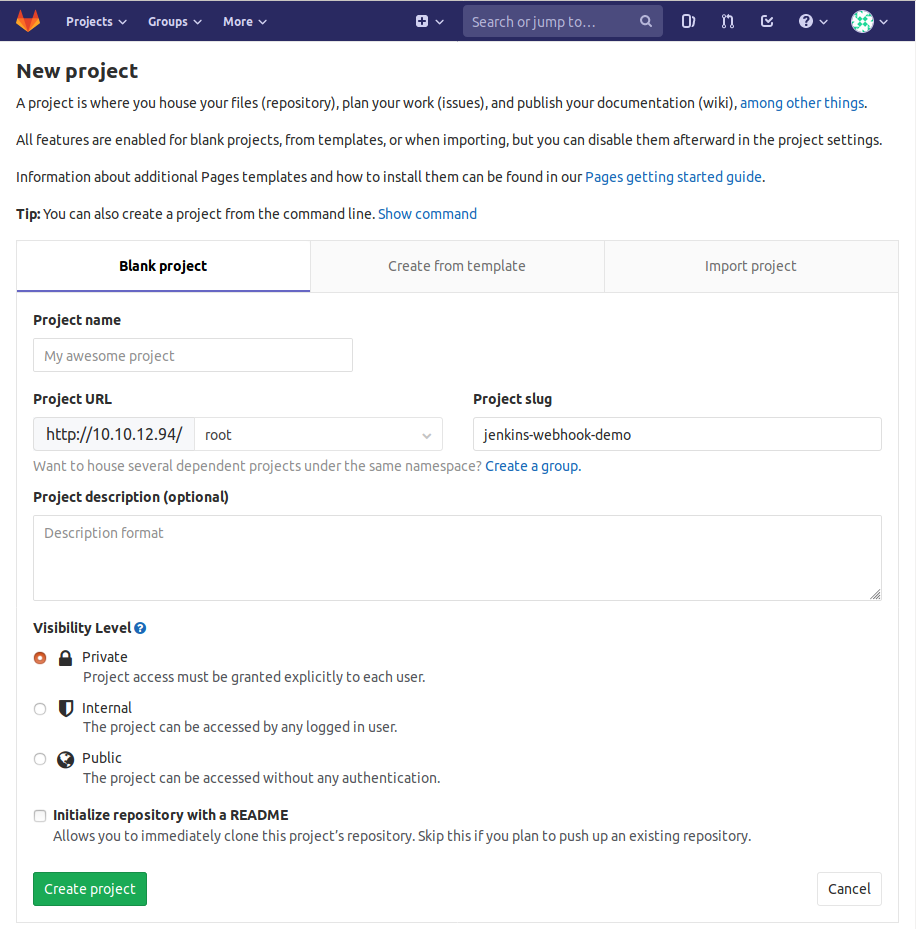 Projects Groups More Search or jump to...
New project
A project is where you house your files (repository), plan your work (issues), and publish your documentation (wiki), among other things.
All features are enabled for blank projects, from templates, or when importing, but you can disable them afterward in the project settings.
Information about additional Pages templates and how to install them can be found in our Pages getting started guide.
Tip: You can also create a project from the command line. Show command
Blank project Create from template Import project
Project name
My awesome project
Project URL Project slug
http://10.10.12.94/ root jenkins-webhook-demo
Want to house several dependent projects under the same namespace? Create a group.
Project description (optional)
Description format
Visibility Level
Private
Project access must be granted explicitly to each user.
Internal
The project can be accessed by any logged in user.
Public
The project can be accessed without any authentication.
Initialize repository with a README
Allows you to immediately clone this project's repository. Skip this if you plan to push up an existing repository.
Create project Cancel